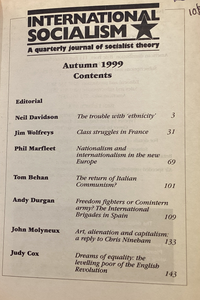 INTERNATIONAL
SOCIALISM
A quarterly journal of socialist theory
Autumn 1999
Contents
Editorial
Neil Davidson The trouble with 'ethnicity' 3
Jim Wolfreys Class struggles in France 31
Phil Marfleet Nationalism and
internationalism in the new
Europe 69
Tom Behan The return of Italian
Communism? 101
Andy Durgan Freedom fighters or Comintern
army? The International
Brigades in Spain 109
John Molyneux Art, alienation and capitalism:
a reply to Chris Nineham 133
Judy Cox Dreams of equality: the
levelling poor of the English
Revolution 143